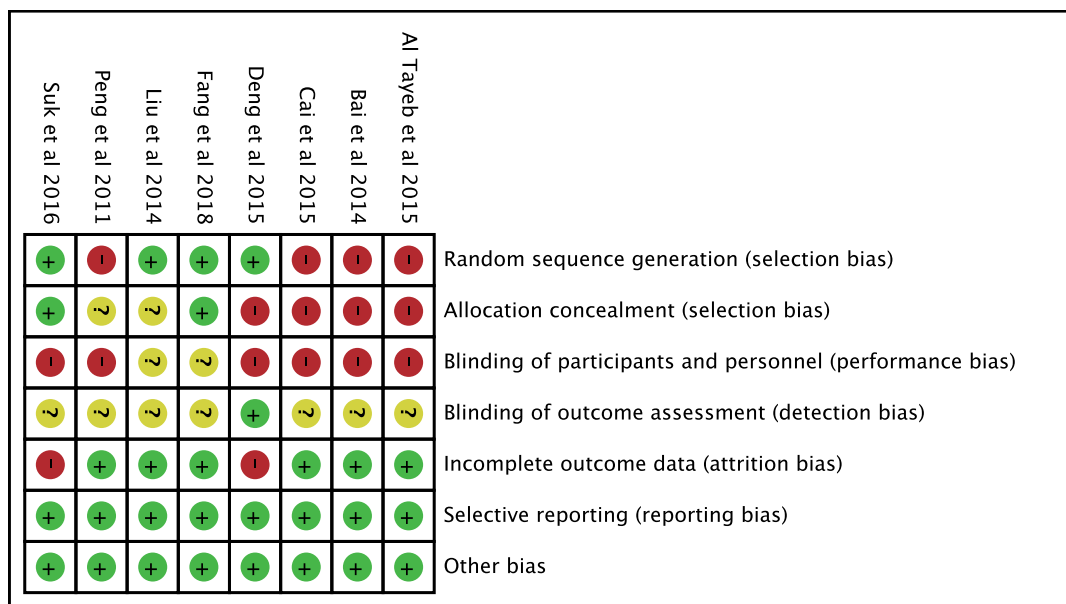 Suk et al 2016
Peng et al 2011
Liu et al 2014
Fang et al 2018
Deng et al 2015
Cai et al 2015
Bai et al 2014
Al Tayeb et al 2015
+ - + + + - - - Random sequence generation (selection bias)
+ ? ? + - - - - Allocation concealment (selection bias)
- - ? ? - - - - Blinding of participants and personnel (performance bias)
? ? ? ? + ? ? ? Blinding of outcome assessment (detection bias)
- + + + - + + + Incomplete outcome data (attrition bias)
+ + + + + + + + Selective reporting (reporting bias)
+ + + + + + + + Other bias